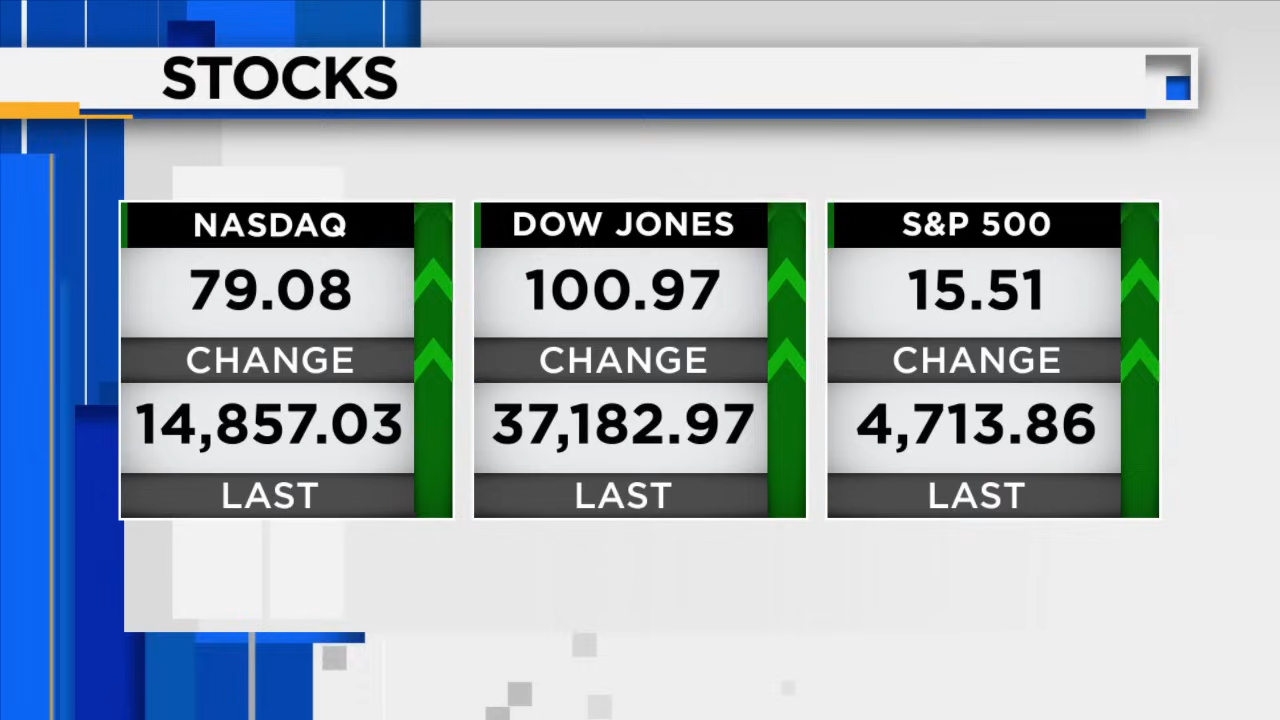 STOCKS
NASDAQ
79.08
CHANGE
14,857.03
LAST
DOW JONES
100.97
CHANGE
37,182.97
LAST
S&P 500
15.51
CHANGE
4,713.86
LAST